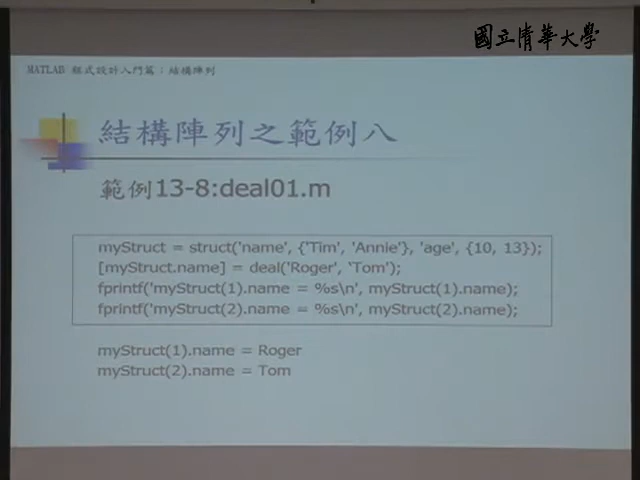 國立清華大學
MATLAB 程式設計入門篇：結構陣列
結構陣列之範例八
範例13-8:deal01.m
myStruct = struct('name', {'Tim', 'Annie'}, 'age', {10, 13});
[myStruct.name] = deal('Roger', 'Tom');
fprintf('myStruct(1).name = %s\n', myStruct(1).name);
fprintf('myStruct(2).name = %s\n', myStruct(2).name);
myStruct(1).name = Roger
myStruct(2).name = Tom